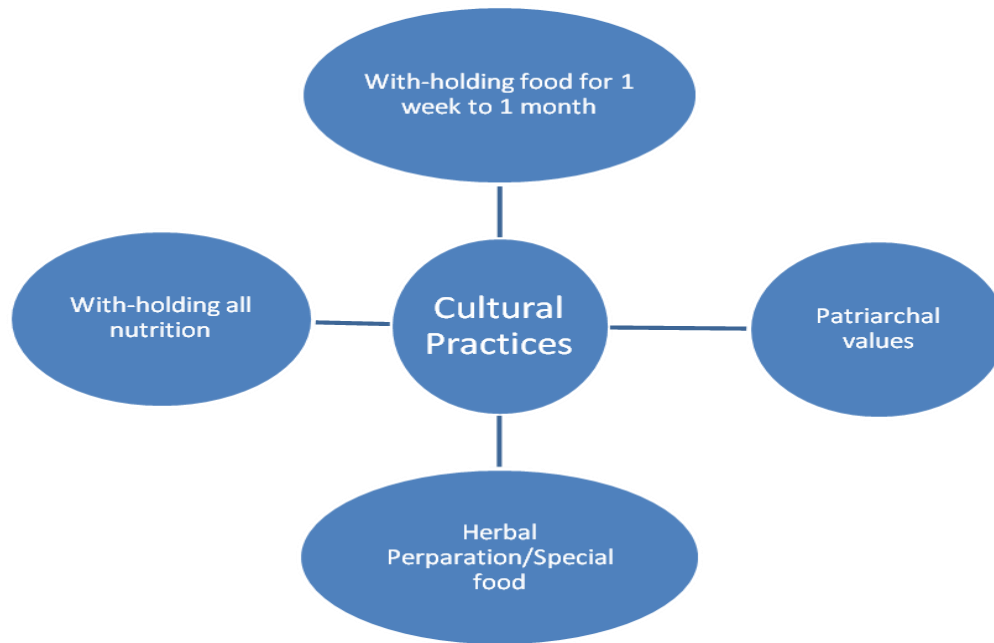 With-holding food for 1
week to 1 month
With-holding all
nutrition
Cultural
Practices
Patriarchal
values
Herbal
Perparation/Special
food